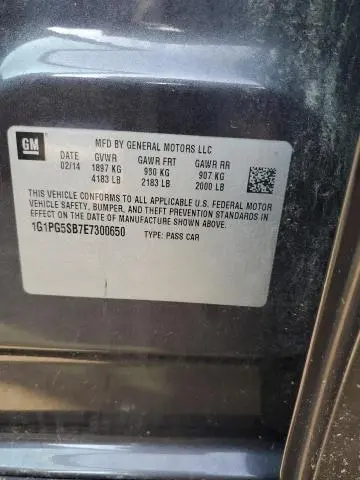 GM
MFD BY GENERAL MOTORS LLC
DATE GVWR GAWR FRT GAWR RR
02/14 1897 KG 990 KG 907 KG
4183 LB 2183 LB 2000 LB
THIS VEHICLE CONFORMS TO ALL APPLICABLE U.S. FEDERAL MOTOR
VEHICLE SAFETY, BUMPER, AND THEFT PREVENTION STANDARDS IN
EFFECT ON THE DATE OF MANUFACTURE SHOWN ABOVE.
1G1PG5SB7E7300650 TYPE: PASS CAR